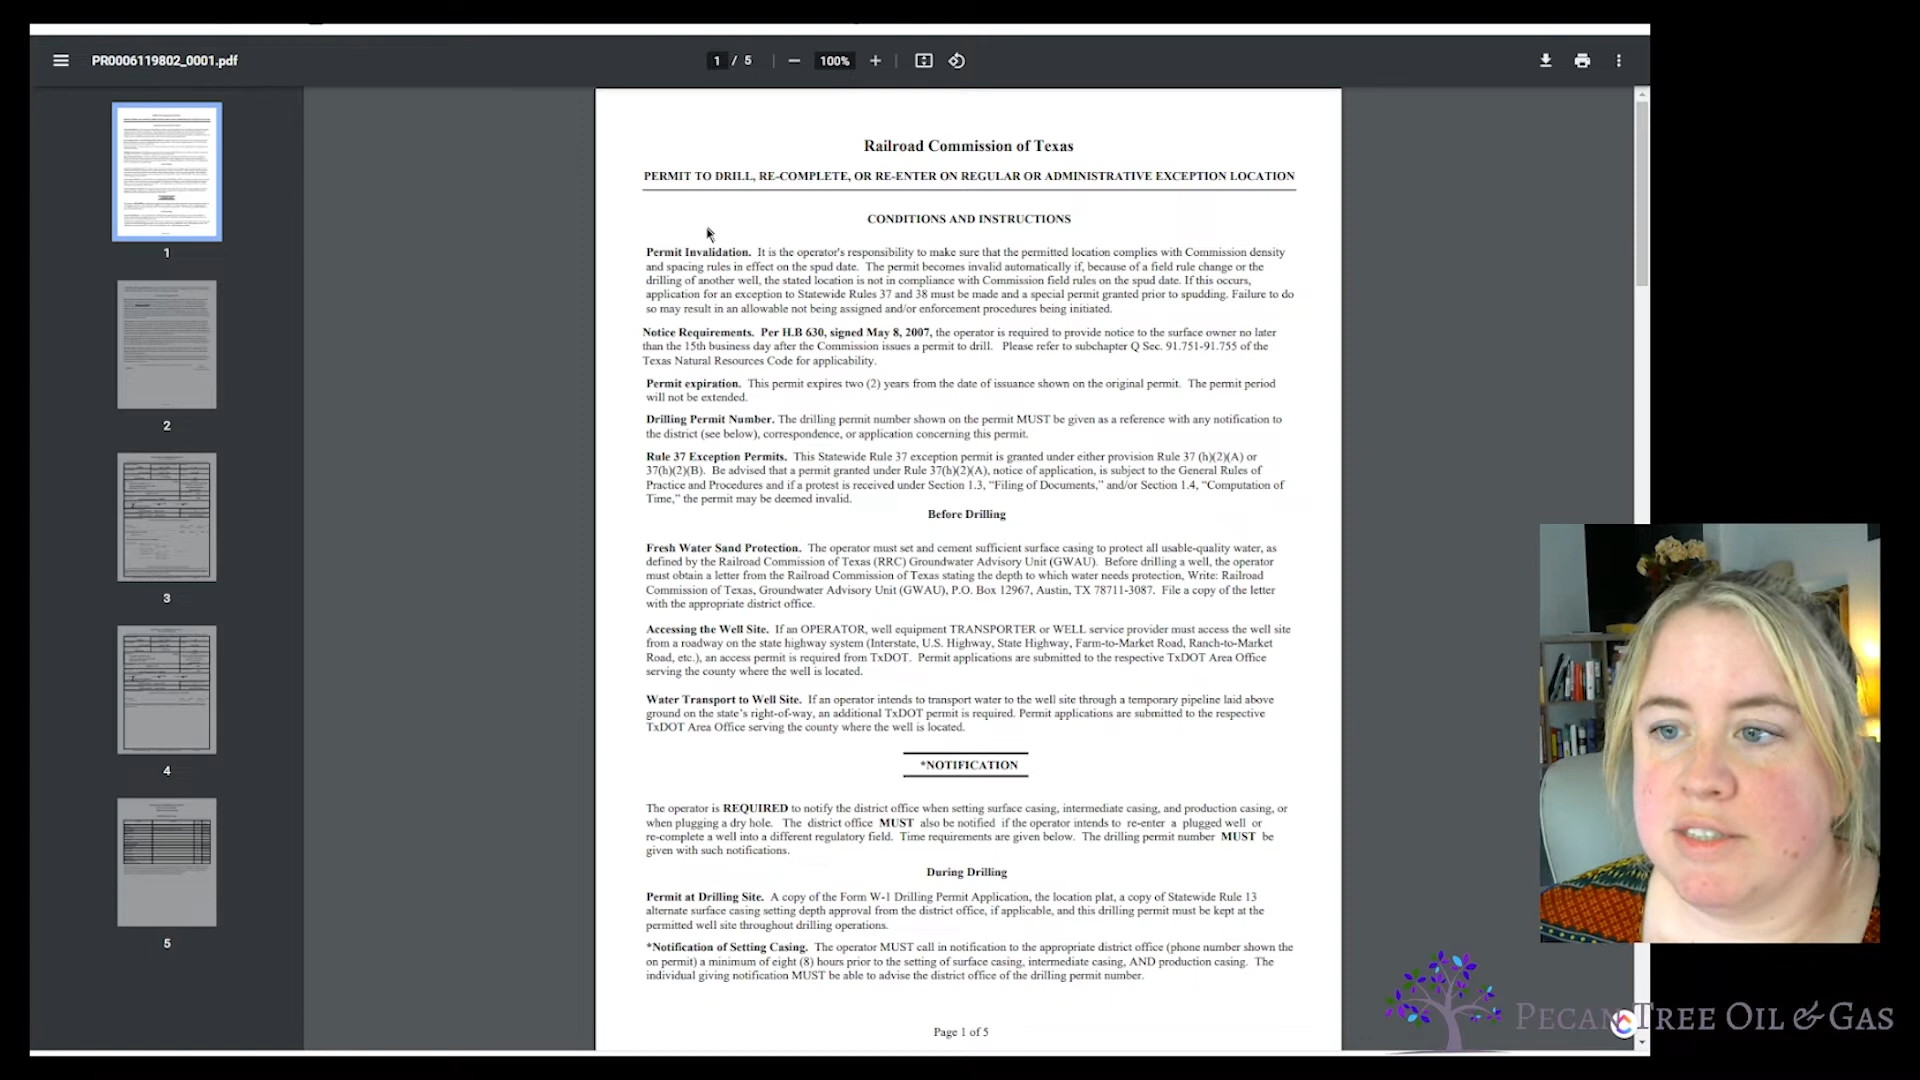 PR0006119802_0001.pdf
1 / 5
100%
1
2
3
4
5
Railroad Commission of Texas
PERMIT TO DRILL, RE-COMPLETE, OR RE-ENTER ON REGULAR OR ADMINISTRATIVE EXCEPTION LOCATION
CONDITIONS AND INSTRUCTIONS
Permit Invalidation. It is the operator's responsibility to make sure that the permitted location complies with Commission density
and spacing rules in effect on the spud date. The permit becomes invalid automatically if, because of a field rule change or the
drilling of another well, the stated location is not in compliance with Commission field rules on the spud date. If this occurs,
application for an exception to Statewide Rules 37 and 38 must be made and a special permit granted prior to spudding. Failure to do
so may result in an allowable not being assigned and/or enforcement procedures being initiated.
Notice Requirements. Per H.B 630, signed May 8, 2007, the operator is required to provide notice to the surface owner no later
than the 15th business day after the Commission issues a permit to drill. Please refer to subchapter Q Sec. 91.751-91.755 of the
Texas Natural Resources Code for applicability.
Permit expiration. This permit expires two (2) years from the date of issuance shown on the original permit. The permit period
will not be extended.
Drilling Permit Number. The drilling permit number shown on the permit MUST be given as a reference with any notification to
the district (see below), correspondence, or application concerning this permit.
Rule 37 Exception Permits. This Statewide Rule 37 exception permit is granted under either provision Rule 37 (h)(2)(A) or
37(h)(2)(B). Be advised that a permit granted under Rule 37(h)(2)(A), notice of application, is subject to the General Rules of
Practice and Procedures and if a protest is received under Section 1.3, “Filing of Documents,” and/or Section 1.4, “Computation of
Time,” the permit may be deemed invalid.
Before Drilling
Fresh Water Sand Protection. The operator must set and cement sufficient surface casing to protect all usable-quality water, as
defined by the Railroad Commission of Texas (RRC) Groundwater Advisory Unit (GWAU). Before drilling a well, the operator
must obtain a letter from the Railroad Commission of Texas stating the depth to which water needs protection, Write: Railroad
Commission of Texas, Groundwater Advisory Unit (GWAU), P.O. Box 12967, Austin, TX 78711-3087. File a copy of the letter
with the appropriate district office.
Accessing the Well Site. If an OPERATOR, well equipment TRANSPORTER or WELL service provider must access the well site
from a roadway on the state highway system (Interstate, U.S. Highway, State Highway, Farm-to-Market Road, Ranch-to-Market
Road, etc.), an access permit is required from TxDOT. Permit applications are submitted to the respective TxDOT Area Office
serving the county where the well is located.
Water Transport to Well Site. If an operator intends to transport water to the well site through a temporary pipeline laid above
ground on the state’s right-of-way, an additional TxDOT permit is required. Permit applications are submitted to the respective
TxDOT Area Office serving the county where the well is located.
*NOTIFICATION
The operator is REQUIRED to notify the district office when setting surface casing, intermediate casing, and production casing, or
when plugging a dry hole. The district office MUST also be notified if the operator intends to re-enter a plugged well or
re-complete a well into a different regulatory field. Time requirements are given below. The drilling permit number MUST be
given with such notifications.
During Drilling
Permit at Drilling Site. A copy of the Form W-1 Drilling Permit Application, the location plat, a copy of Statewide Rule 13
alternate surface casing setting depth approval from the district office, if applicable, and this drilling permit must be kept at the
permitted well site throughout drilling operations.
*Notification of Setting Casing. The operator MUST call in notification to the appropriate district office (phone number shown the
on permit) a minimum of eight (8) hours prior to the setting of surface casing, intermediate casing, AND production casing. The
individual giving notification MUST be able to advise the district office of the drilling permit number.
Page 1 of 5
PECAN TREE OIL & GAS